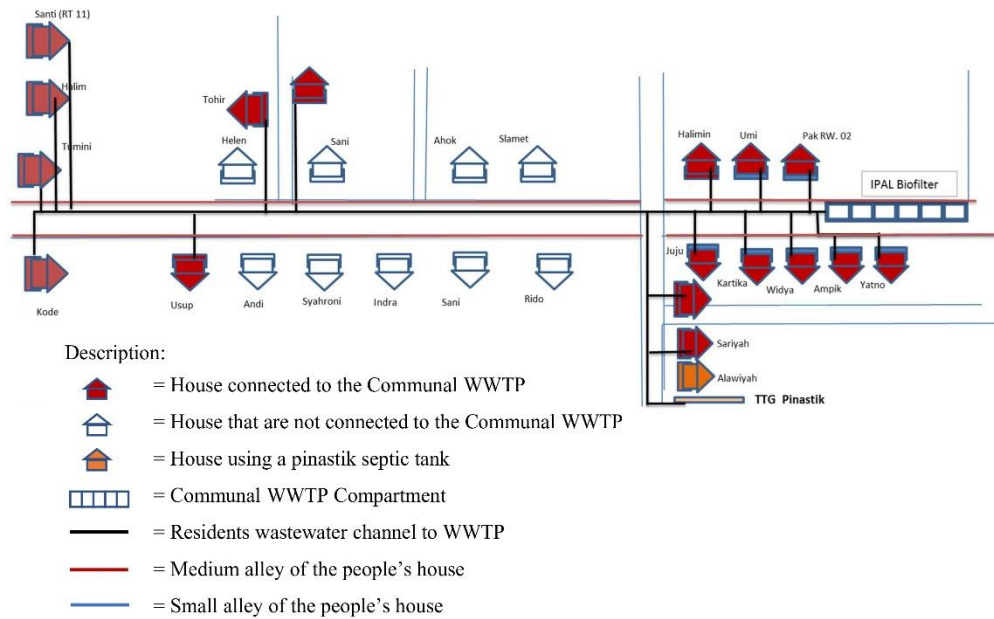 Santi (RT 11)
Halim
Tumini
Tohir
Helen
Sani
Ahok
Slamet
Halimin
Umi
Pak RW. 02
IPAL Biofilter
Kode
Usup
Andi
Syahroni
Indra
Sani
Rido
Juju
Kartika
Widya
Ampik
Yatno
Sariyah
Alawiyah
TTG Pinastik
Description:
= House connected to the Communal WWTP
= House that are not connected to the Communal WWTP
= House using a pinastik septic tank
= Communal WWTP Compartment
= Residents wastewater channel to WWTP
= Medium alley of the people's house
= Small alley of the people's house